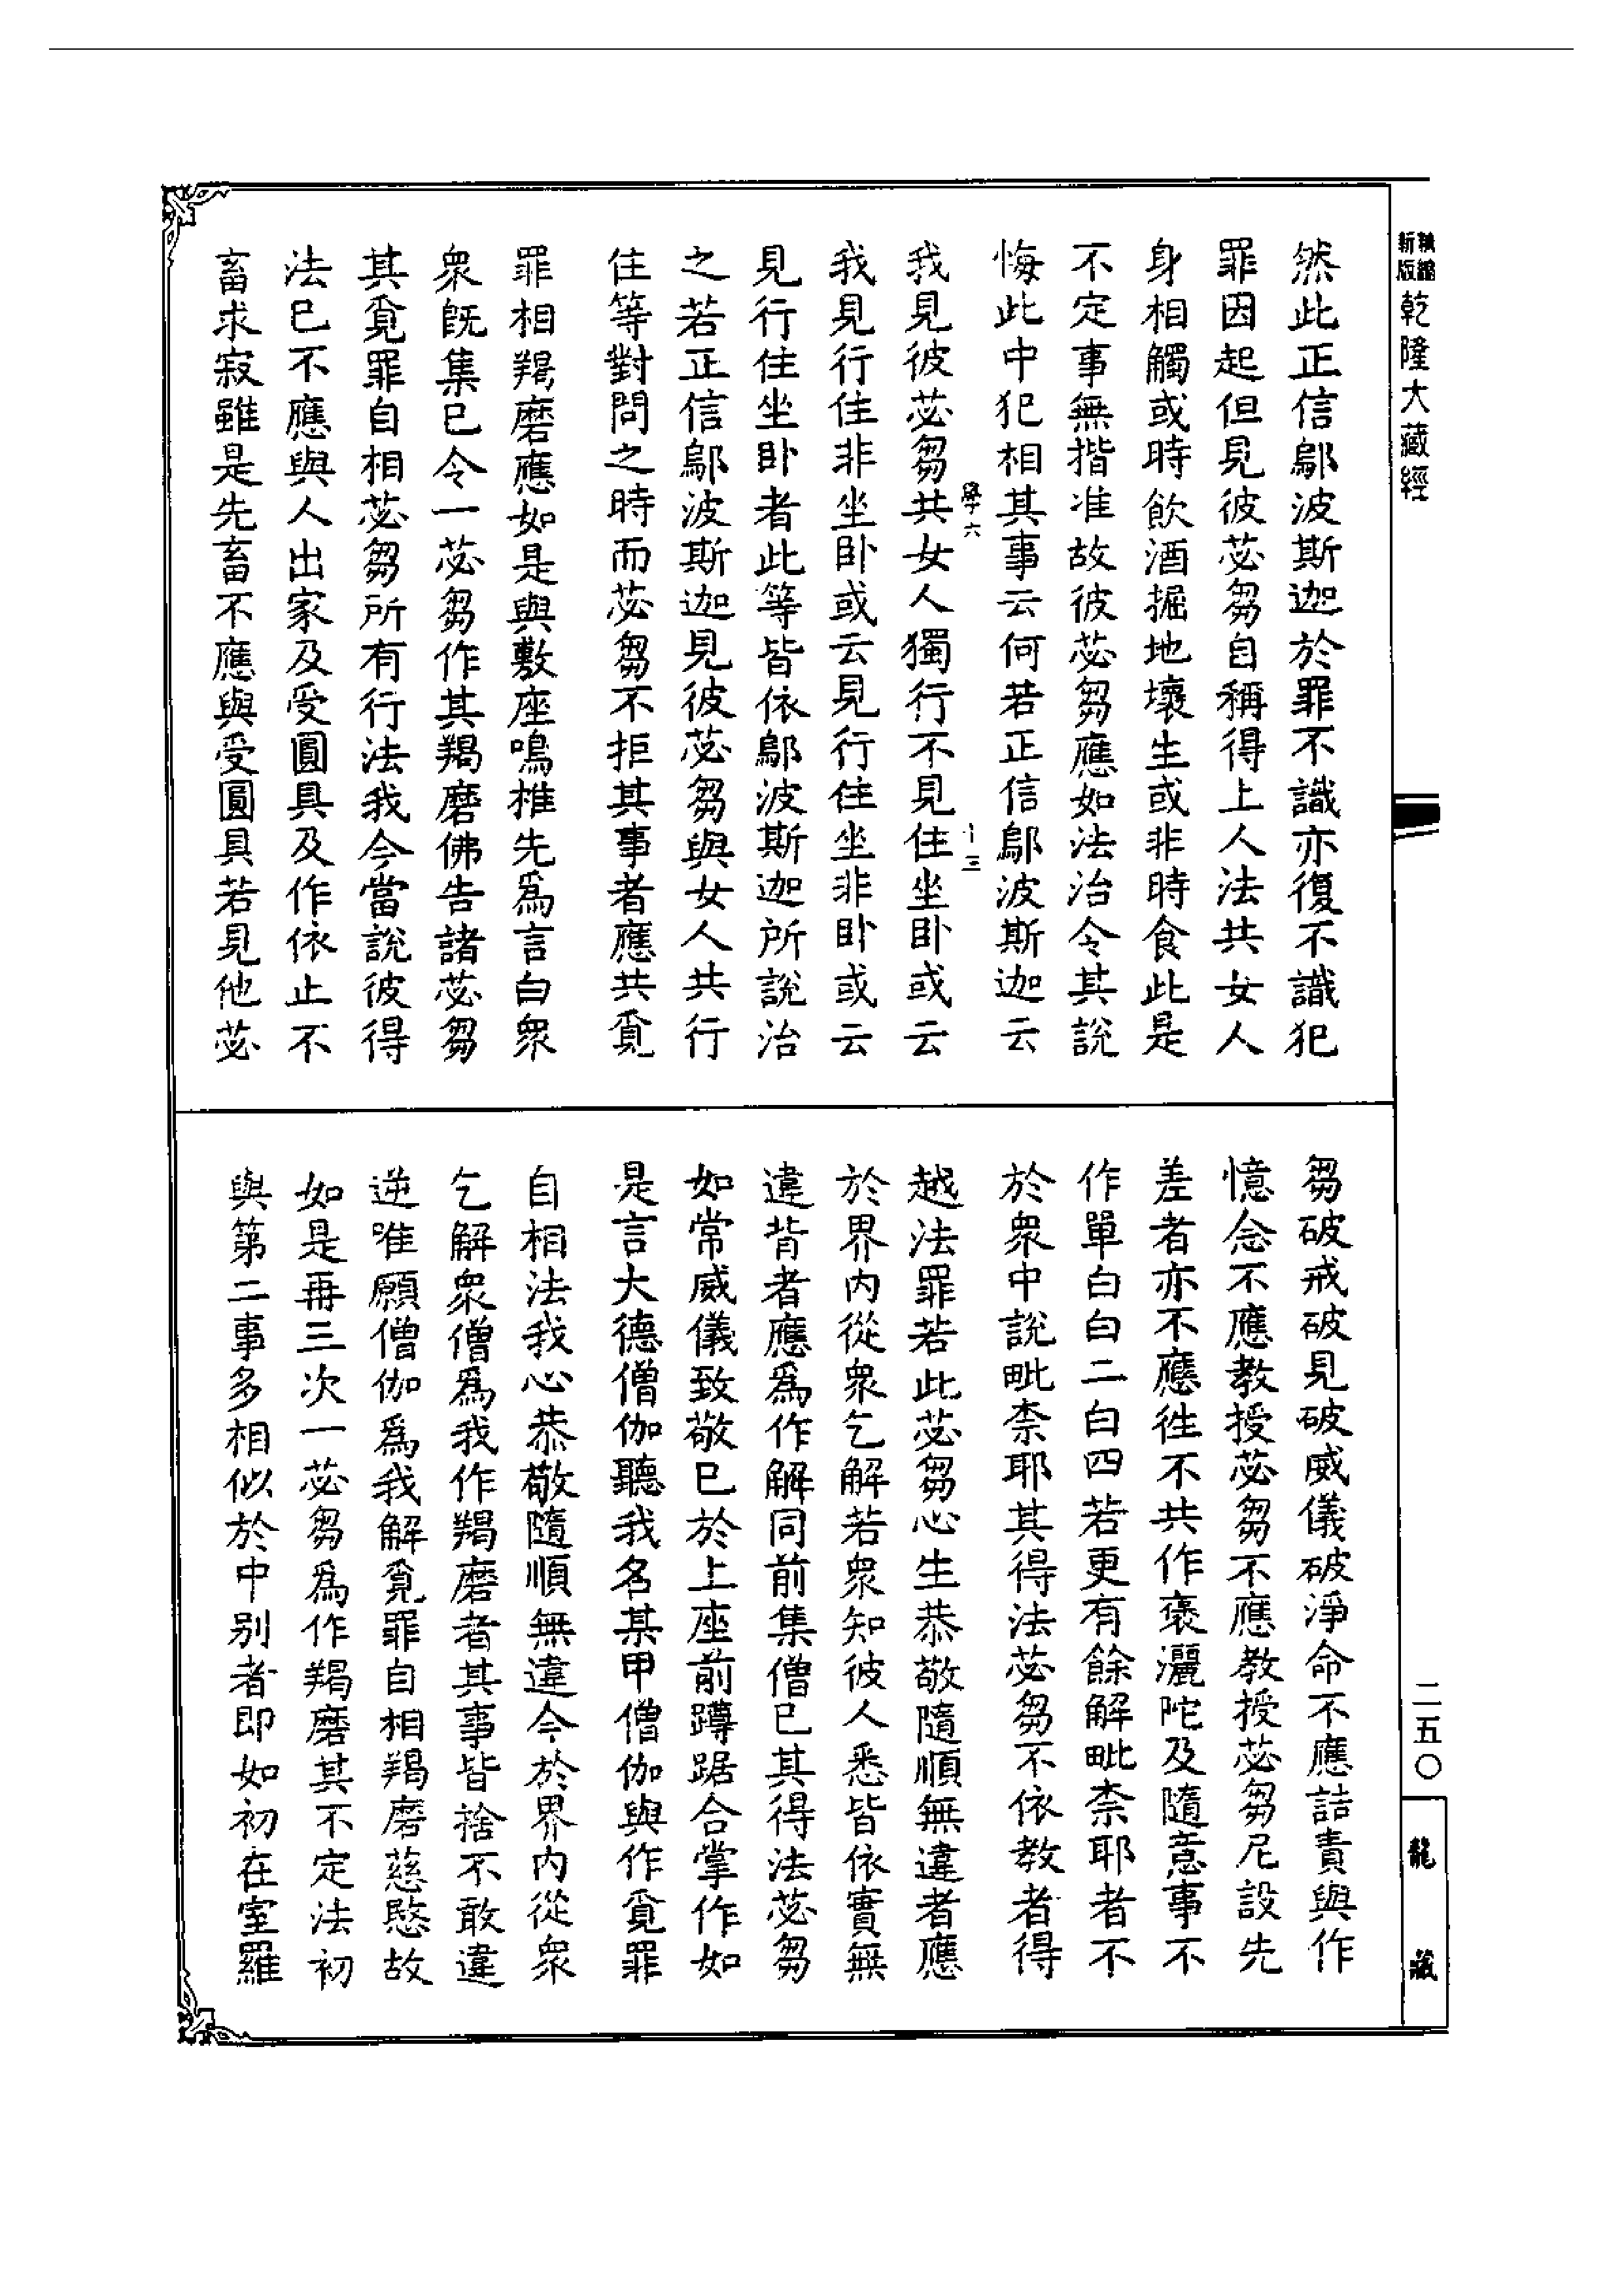 精縮新版乾隆大藏經
然此正信鄔波斯迦於罪不識亦復不識犯
罪因起但見彼苾芻自稱得上人法共女人
身相觸或時飲酒掘地壞生或非時食此是
不定事無揩准故彼苾芻應如法治令其說
悔此中犯相其事云何若正信鄔波斯迦云
我見彼苾芻共女人獨行不見住坐卧或云
我見行住非坐卧或云見行住坐非卧或云
見行住坐卧者此等皆依鄔波斯迦所說治
之若正信鄔波斯迦見彼苾芻與女人共行
住等對問之時而苾芻不拒其事者應共覓
罪相羯磨應如是與敷座鳴椎先爲言白衆
衆旣集已令一苾芻作其羯磨佛告諸苾芻
其覓罪自相苾芻所有行法我今當說彼得
法已不應與人出家及受圓具及作依止不
畜求寂雖是先畜不應與受圓具若見他苾
芻破戒破見破威儀破淨命不應詰責與作
憶念不應教授苾芻不應教授苾芻尼設先
差者亦不應徃不共作褒灑陀及隨意事不
作單白白二白四若更有餘解毗柰耶者不
於衆中說毗柰耶其得法苾芻不依教者得
越法罪若此苾芻心生恭敬隨順無違者應
於界內從衆乞解若衆知彼人悉皆依實無
違背者應爲作解同前集僧已其得法苾芻
如常威儀致敬已於上座前蹲踞合掌作如
是言大德僧伽聽我名某甲僧伽與作覓罪
自相法我心恭敬隨順無違今於界內從衆
乞解衆僧爲我作羯磨者其事皆捨不敢違
逆唯願僧伽爲我解覓罪自相羯磨慈愍故
如是再三次一苾芻爲作羯磨其不定法初
與第二事多相似於中別者即如初在室羅
二五〇
龍藏